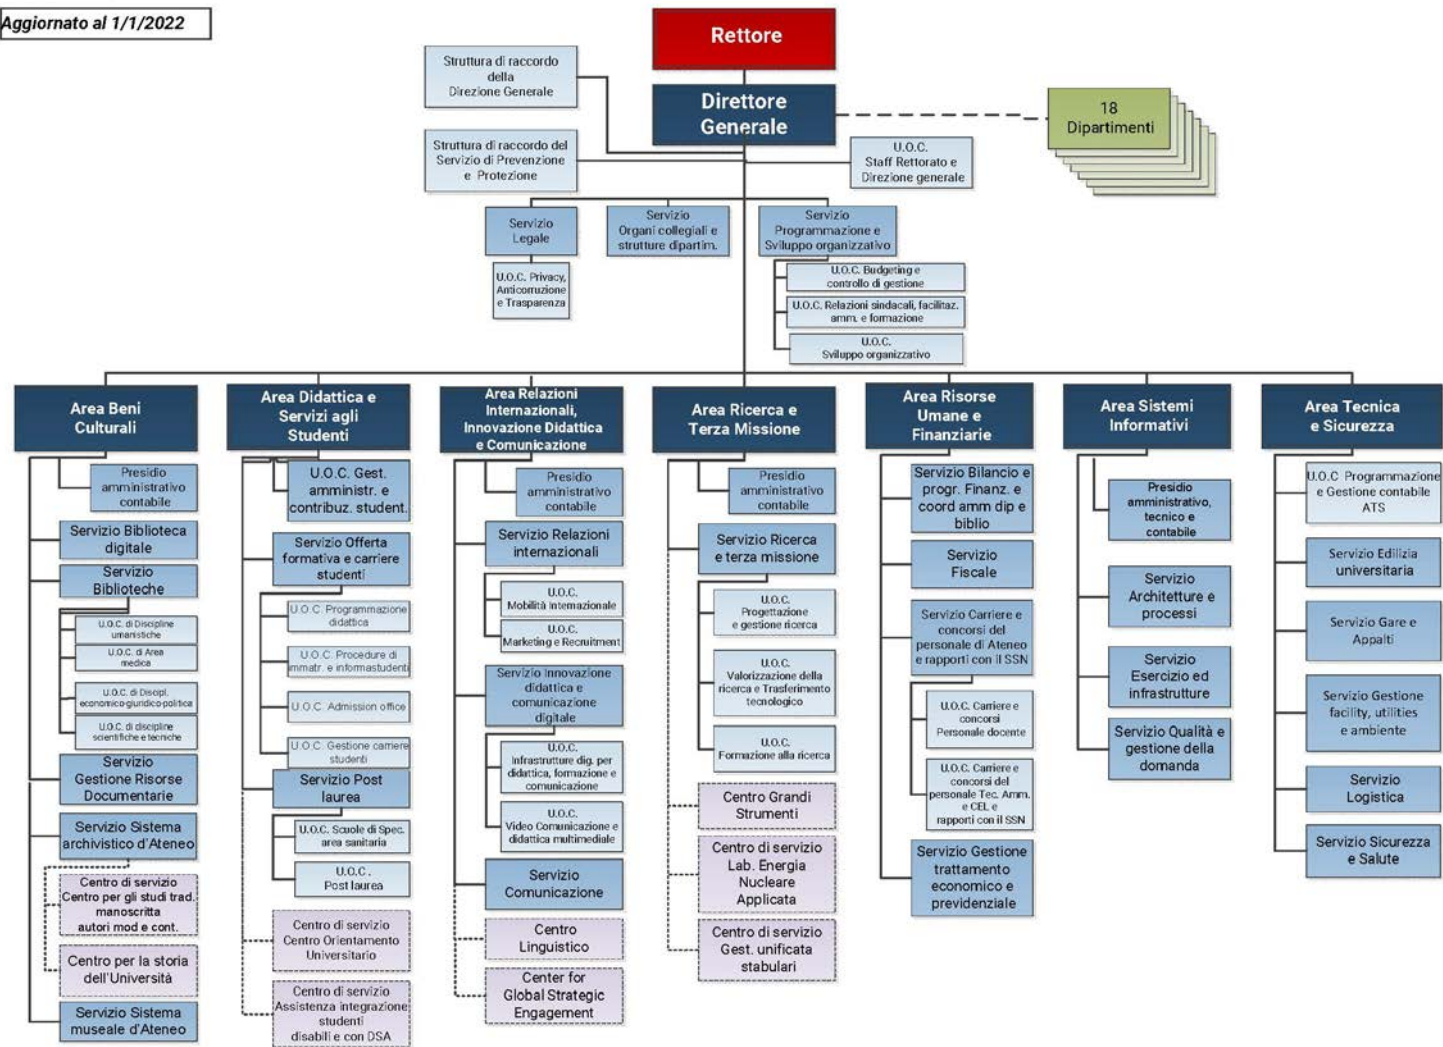 Aggiornato al 1/1/2022
Rettore
Struttura di raccordo
della
Direzione Generale
Direttore
Generale
18
Dipartimenti
Struttura di raccordo del
Servizio di Prevenzione
e Protezione
U.O.C.
Staff Rettorato e
Direzione generale
Servizio
Legale
Servizio
Organi collegiali e
strutture dipartim.
Servizio
Programmazione e
Sviluppo organizzativo
U.O.C. Privacy,
Anticorruzione
e Trasparenza
U.O.C. Budgeting e
controllo di gestione
U.O.C. Relazioni sindacali, facilitaz.
amm. e formazione
U.O.C.
Sviluppo organizzativo
Area Beni
Culturali
Presidio
amministrativo
contabile
Servizio Biblioteca
digitale
Servizio
Biblioteche
U.O.C. di Discipline
umanistiche
U.O.C. di Area
medica
U.O.C. di Discipl.
economico-giuridico-politica
U.O.C. di discipline
scientifiche e tecniche
Servizio
Gestione Risorse
Documentarie
Servizio Sistema
archivistico d'Ateneo
Centro di servizio
Centro per gli studi trad.
manoscritta
autori mod e cont.
Centro per la storia
dell'Università
Servizio Sistema
museale d'Ateneo
Area Didattica e
Servizi agli
Studenti
U.O.C. Gest.
amministr. e
contribuz. student.
Servizio Offerta
formativa e carriere
studenti
U.O.C. Programmazione
didattica
U.O.C. Procedure di
immatr. e informastudenti
U.O.C. Admission office
U.O.C. Gestione carriere
studenti
Servizio Post
laurea
U.O.C. Scuole di Spec.
area sanitaria
U.O.C.
Post laurea
Centro di servizio
Centro Orientamento
Universitario
Centro di servizio
Assistenza integrazione
studenti
disabili e con DSA
Area Relazioni
Internazionali,
Innovazione Didattica
e Comunicazione
Presidio
amministrativo
contabile
Servizio Relazioni
internazionali
U.O.C.
Mobilità Internazionale
U.O.C.
Marketing e Recruitment
Servizio Innovazione
didattica e
comunicazione
digitale
U.O.C.
Infrastrutture dig. per
didattica, formazione e
comunicazione
U.O.C.
Video Comunicazione e
didattica multimediale
Servizio
Comunicazione
Centro
Linguistico
Center for
Global Strategic
Engagement
Area Ricerca e
Terza Missione
Presidio
amministrativo
contabile
Servizio Ricerca
e terza missione
U.O.C.
Progettazione
e gestione ricerca
U.O.C.
Valorizzazione della
ricerca e Trasferimento
tecnologico
U.O.C.
Formazione alla ricerca
Centro Grandi
Strumenti
Centro di servizio
Lab. Energia
Nucleare
Applicata
Centro di servizio
Gest. unificata
stabulari
Area Risorse
Umane e
Finanziarie
Servizio Bilancio e
progr. Finanz. e
coord amm dip e
biblio
Servizio
Fiscale
Servizio Carriere e
concorsi del
personale di Ateneo
e rapporti con il SSN
U.O.C. Carriere e
concorsi
Personale docente
U.O.C. Carriere e
concorsi del
personale Tec. Amm.
e CEL e
rapporti con il SSN
Servizio Gestione
trattamento
economico e
previdenziale
Area Sistemi
Informativi
Presidio
amministrativo,
tecnico e
contabile
Servizio
Architetture e
processi
Servizio
Esercizio ed
infrastrutture
Servizio Qualità e
gestione della
domanda
Area Tecnica
e Sicurezza
U.O.C Programmazione
e Gestione contabile
ATS
Servizio Edilizia
universitaria
Servizio Gare e
Appalti
Servizio Gestione
facility, utilities
e ambiente
Servizio
Logistica
Servizio Sicurezza
e Salute